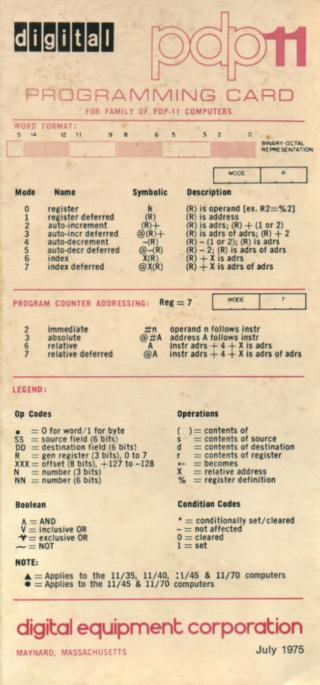 digital pdp11
PROGRAMMING CARD
FOR FAMILY OF PDP-11 COMPUTERS
WORD FORMAT:
5 14 12 11 9 8 6 5 3 2 0
BINARY-OCTAL
REPRESENTATION
MODE R
Mode Name Symbolic Description
0 register R (R) is operand [ex. R2=%2]
1 register deferred (R) (R) is address
2 auto-increment (R)+ (R) is adrs; (R) + (1 or 2)
3 auto-incr deferred @(R)+ (R) is adrs of adrs; (R) + 2
4 auto-decrement –(R) (R) – (1 or 2); (R) is adrs
5 auto-decr deferred @–(R) (R) – 2; (R) is adrs of adrs
6 index X(R) (R) + X is adrs
7 index deferred @X(R) (R) + X is adrs of adrs
PROGRAM COUNTER ADDRESSING: Reg = 7
MODE 7
2 immediate #n operand n follows instr
3 absolute @#A address A follows instr
6 relative A instr adrs + 4 + X is adrs
7 relative deferred @A instr adrs + 4 + X is adrs of adrs
LEGEND:
Op Codes Operations
■ = 0 for word/1 for byte ( ) = contents of
SS = source field (6 bits) s = contents of source
DD = destination field (6 bits) d = contents of destination
R = gen register (3 bits), 0 to 7 r = contents of register
XXX = offset (8 bits), +127 to –128 ← = becomes
N = number (3 bits) X = relative address
NN = number (6 bits) % = register definition
Boolean Condition Codes
∧ = AND * = conditionally set/cleared
∨ = inclusive OR – = not affected
⊻ = exclusive OR 0 = cleared
~ = NOT 1 = set
NOTE:
▲ = Applies to the 11/35, 11/40, 11/45 & 11/70 computers
● = Applies to the 11/45 & 11/70 computers
digital equipment corporation
MAYNARD, MASSACHUSETTS July 1975